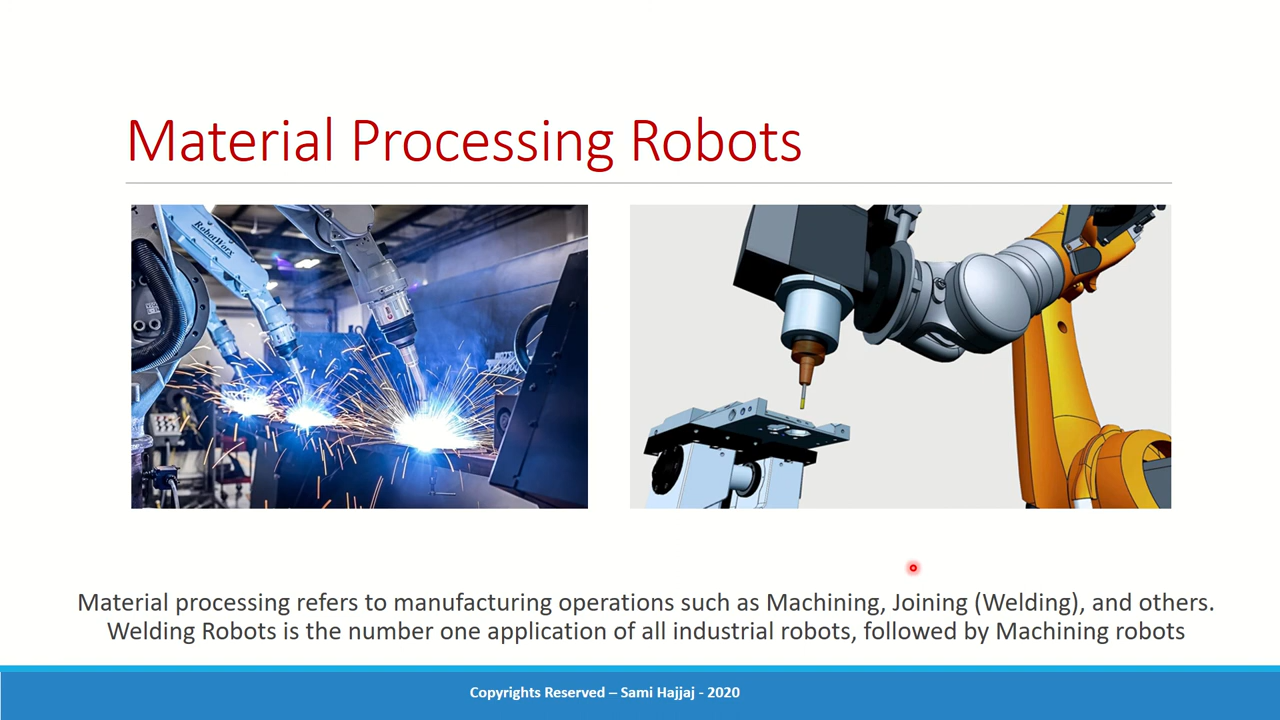 Material Processing Robots
RobotWorx
Material processing refers to manufacturing operations such as Machining, Joining (Welding), and others.
Welding Robots is the number one application of all industrial robots, followed by Machining robots
Copyrights Reserved – Sami Hajjaj - 2020